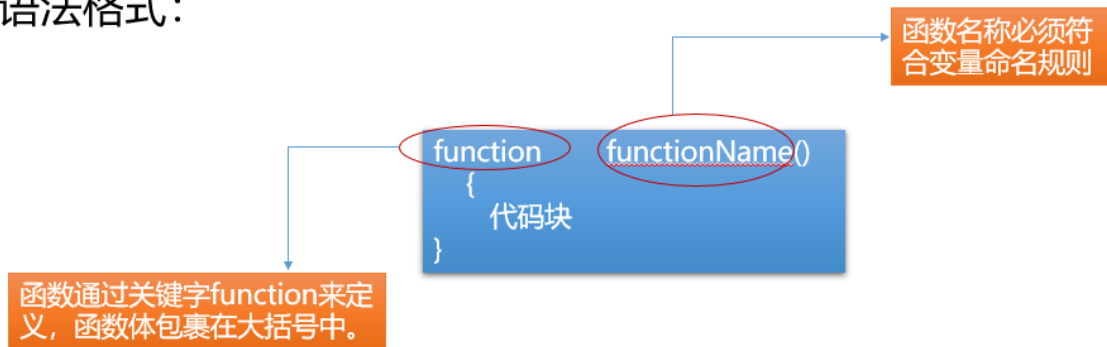 语法格式：
函数名称必须符
合变量命名规则
function functionName()
{
代码块
}
函数通过关键字function来定
义，函数体包裹在大括号中。